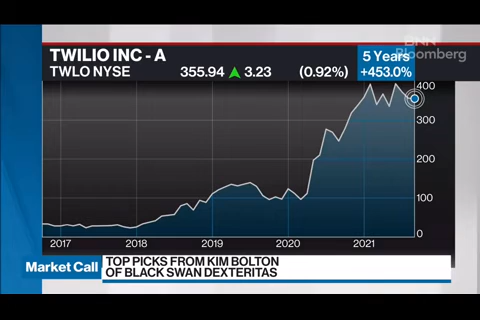 TWILIO INC - A
TWLO NYSE 355.94 3.23 (0.92%)
5 Years
+453.0%
BNN
Bloomberg
400
300
200
100
0
2017 2018 2019 2020 2021
Market Call
TOP PICKS FROM KIM BOLTON
OF BLACK SWAN DEXTERITAS